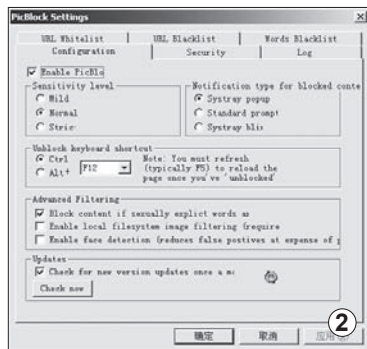 PicBlock Settings
URL Whitelist URL Blacklist Words Blacklist
Configuration Security Log
Enable PicBlo
Sensitivity level
Mild
Normal
Stric
Notification type for blocked conte
Systray popup
Standard prompt
Systray bli
Unblock keyboard shortcut
Ctrl
Alt+
F12
Note: You must refresh
(typically F5) to reload the
page once you've 'unblocked'
Advanced Filtering
Block content if sexually explict words as
Enable local filesystem image filtering (require
Enable face detection (reduces false postives at expense of p
Updates
Check for new version updates once a mo
Check now
确定 取消 应用
2